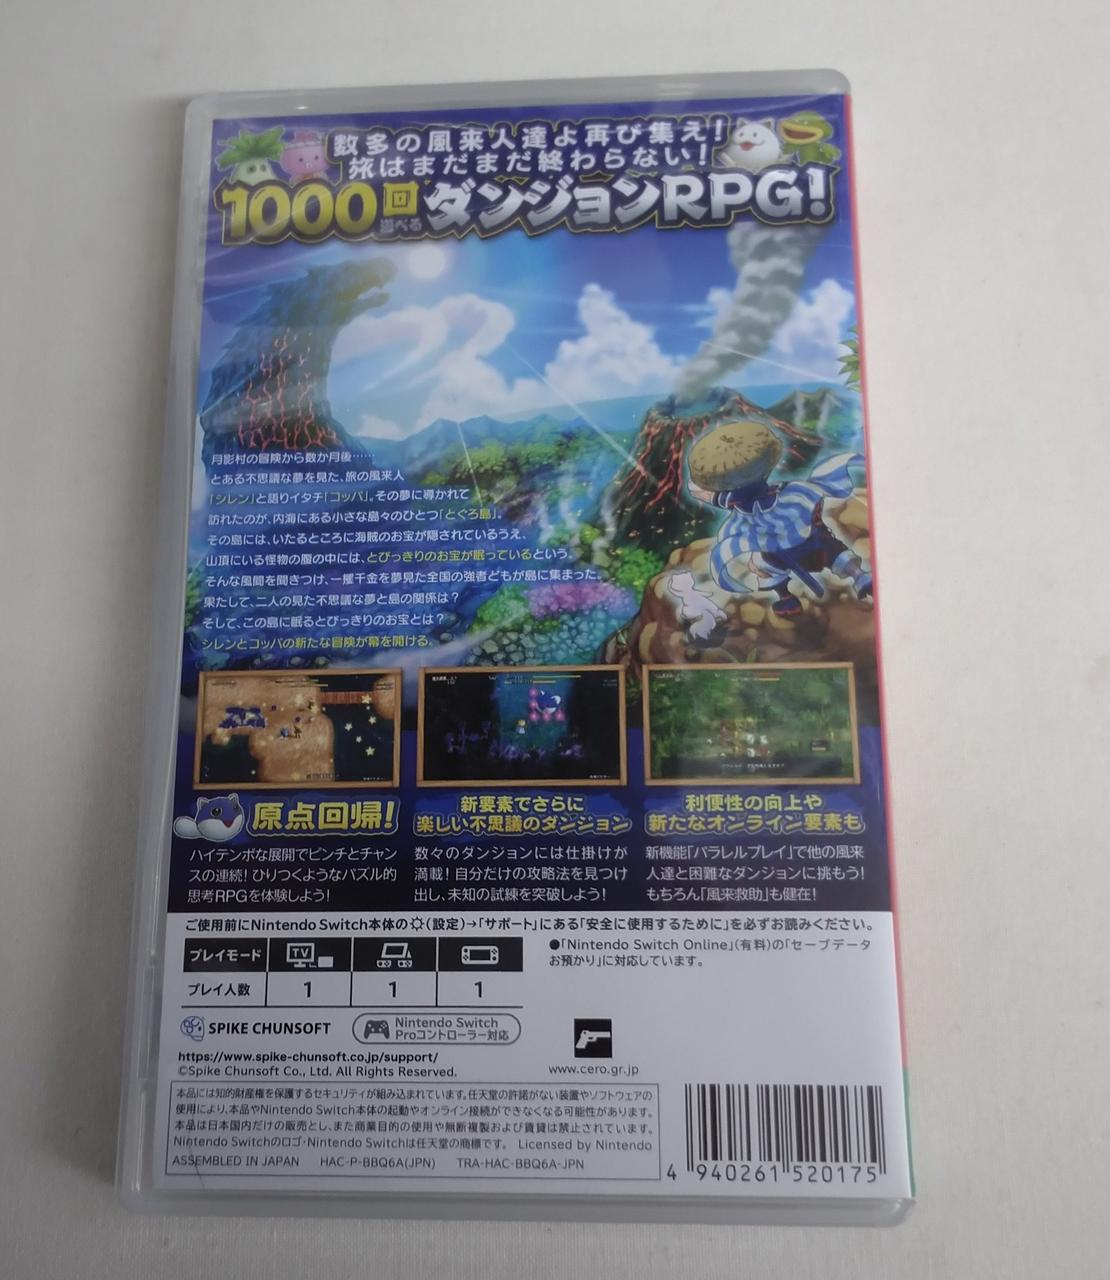 数多の風来人達よ再び集え!
旅はまだまだ終わらない!
1000回遊べるダンジョンRPG!
月影村の冒険から数か月後……
とある不思議な夢を見た、旅の風来人
「シレン」と語りイタチ「コッパ」。その夢に導かれて
訪れたのが、内海にある小さな島々のひとつ「とぐろ島」。
その島には、いたるところに海賊のお宝が隠されているうえ、
山頂にいる怪物の腹の中には、とびっきりのお宝が眠っているという。
そんな風聞を聞きつけ、一攫千金を夢見た全国の強者どもが島に集まった。
果たして、二人の見た不思議な夢と島の関係は?
そして、この島に眠るとびっきりのお宝とは?
シレンとコッパの新たな冒険が幕を開ける。
原点回帰!
ハイテンポな展開でピンチとチャン
スの連続!ひりつくようなパズル的
思考RPGを体験しよう!
新要素でさらに
楽しい不思議のダンジョン
数々のダンジョンには仕掛けが
満載!自分だけの攻略法を見つけ
出し、未知の試練を突破しよう!
利便性の向上や
新たなオンライン要素も
新機能「パラレルプレイ」で他の風来
人達と困難なダンジョンに挑もう!
もちろん「風来救助」も健在!
ご使用前にNintendo Switch本体の(設定)→「サポート」にある「安全に使用するために」を必ずお読みください。
プレイモード TV
プレイ人数 1 1 1
●「Nintendo Switch Online」(有料)の「セーブデータ
お預かり」に対応しています。
SPIKE CHUNSOFT
Nintendo Switch
Proコントローラー対応
https://www.spike-chunsoft.co.jp/support/
©Spike Chunsoft Co., Ltd. All Rights Reserved.
www.cero.gr.jp
本品には知的財産権を保護するセキュリティが組み込まれています。任天堂の許諾がない装置やソフトウェアの
使用により、本品やNintendo Switch本体の起動やオンライン接続ができなくなる可能性があります。
本品は日本国内だけの販売とし、また商業目的の使用や無断複製および賃貸は禁止されています。
Nintendo Switchのロゴ・Nintendo Switchは任天堂の商標です。 Licensed by Nintendo
ASSEMBLED IN JAPAN HAC-P-BBQ6A(JPN) TRA-HAC-BBQ6A-JPN
4 940261 520175